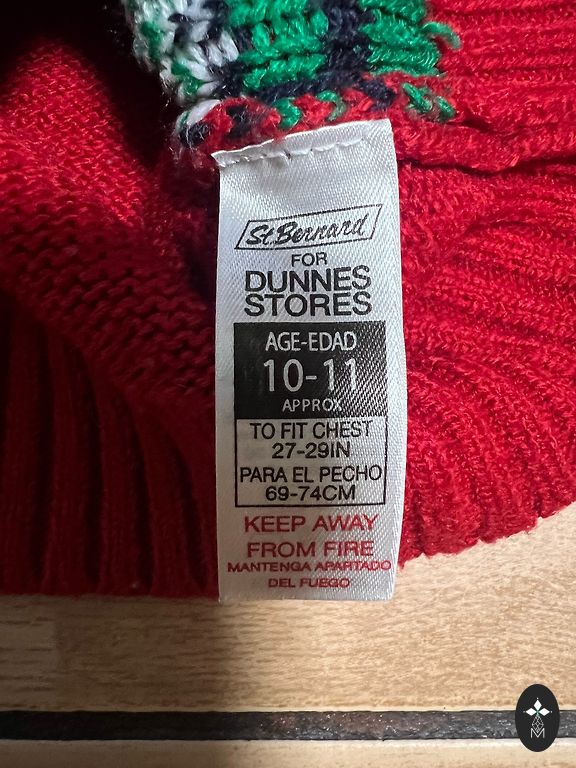 St. Bernard
FOR
DUNNES
STORES
AGE-EDAD
10-11
APPROX
TO FIT CHEST
27-29IN
PARA EL PECHO
69-74CM
KEEP AWAY
FROM FIRE
MANTENGA APARTADO
DEL FUEGO
M